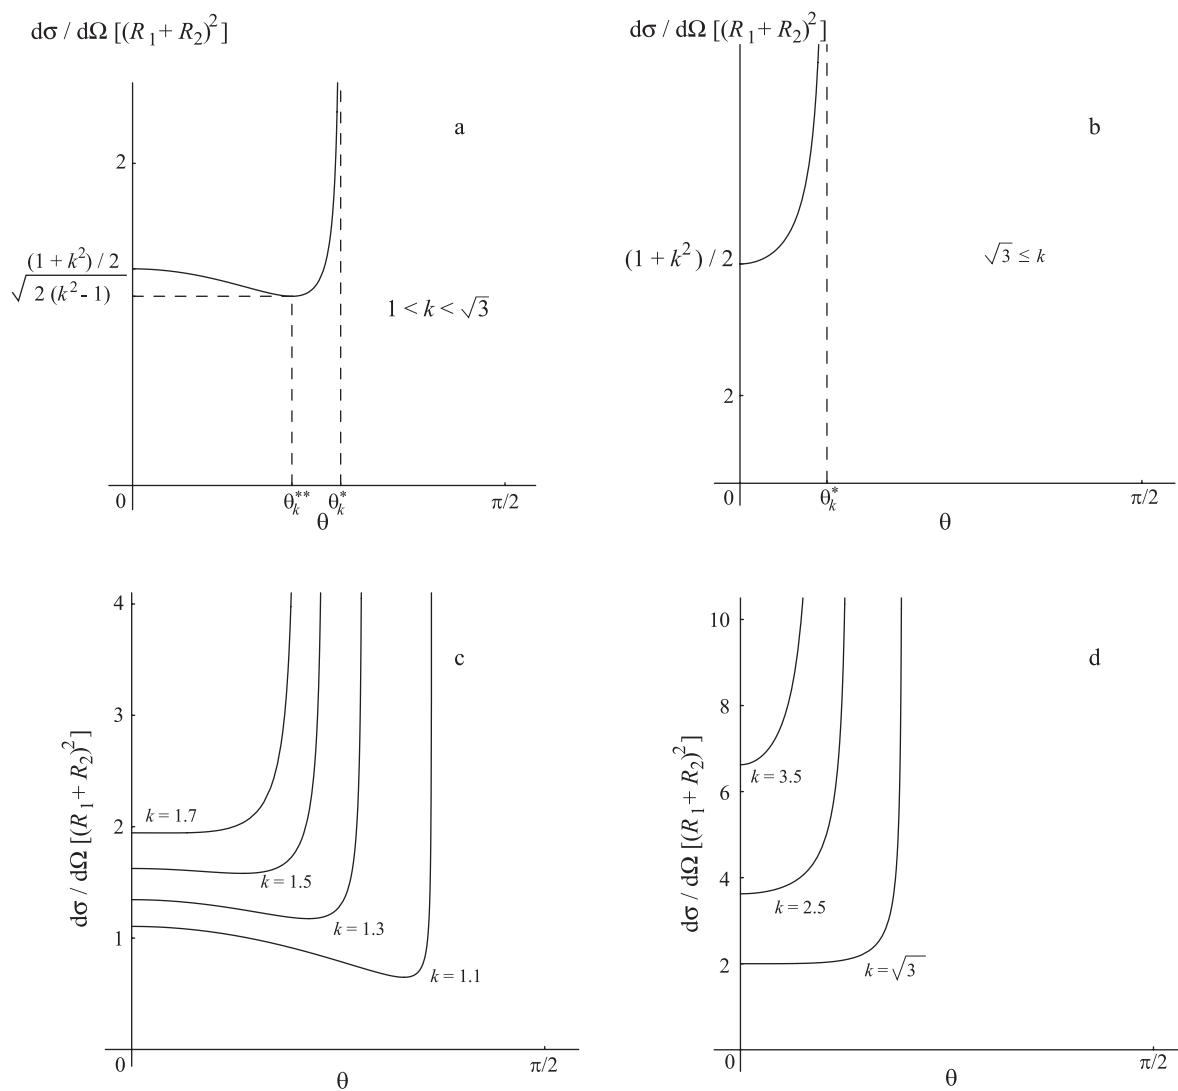 dσ / dΩ [(R₁ + R₂)²]
a
2
(1 + k²) / 2
√2 (k² - 1)
1 < k < √3
0
θₖ**
θₖ*
π/2
θ
dσ / dΩ [(R₁ + R₂)²]
b
(1 + k²) / 2
√3 ≤ k
2
0
θₖ*
π/2
θ
4
c
3
dσ / dΩ [(R₁ + R₂)²]
k = 1.7
2
k = 1.5
k = 1.3
1
k = 1.1
0
π/2
θ
10
d
8
dσ / dΩ [(R₁ + R₂)²]
k = 3.5
6
4
k = 2.5
2
k = √3
0
π/2
θ